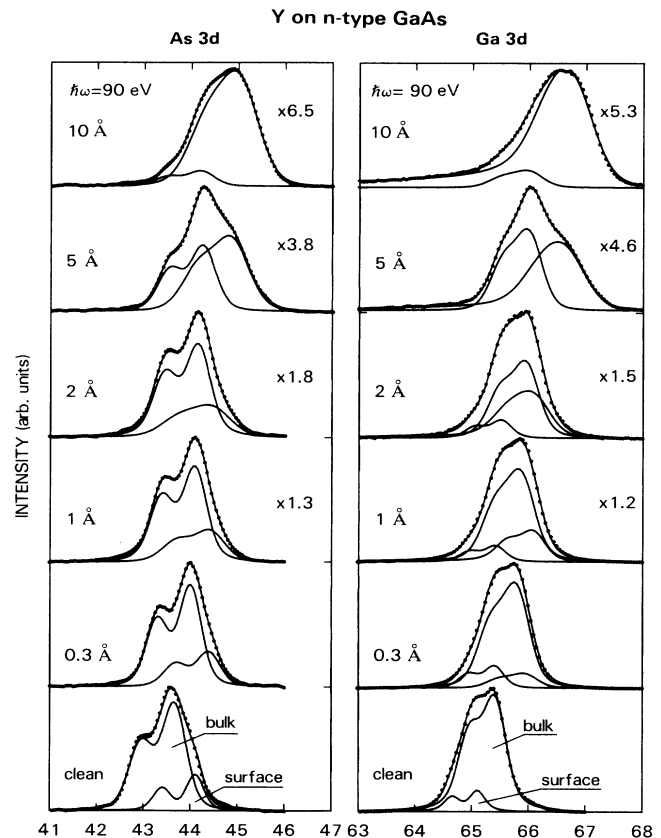 Y on n-type GaAs
As 3d
Ga 3d
ħω=90 eV
10 Å
x6.5
5 Å
x3.8
2 Å
x1.8
1 Å
x1.3
0.3 Å
clean
bulk
surface
41 42 43 44 45 46 47
ħω= 90 eV
10 Å
x5.3
5 Å
x4.6
2 Å
x1.5
1 Å
x1.2
0.3 Å
clean
bulk
surface
63 64 65 66 67 68
INTENSITY (arb. units)